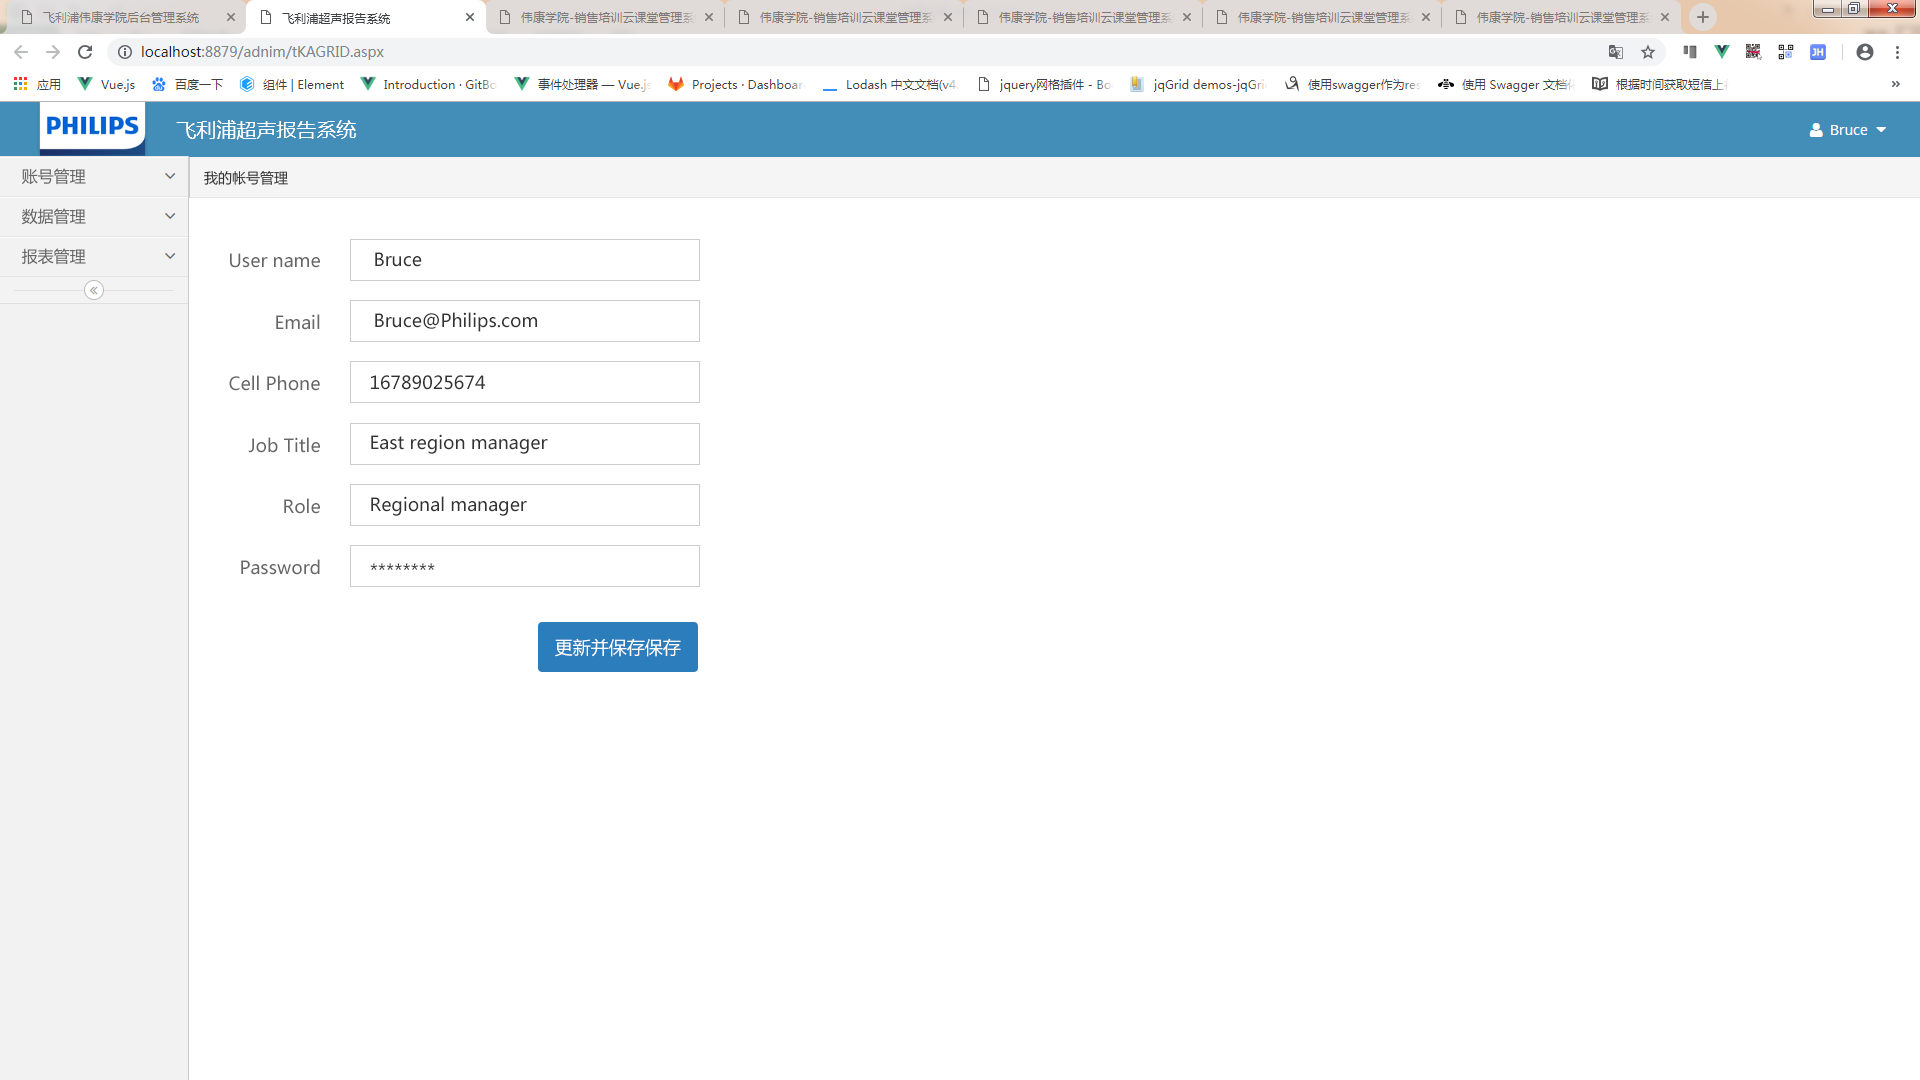 飞利浦伟康学院后台管理系统
飞利浦超声报告系统
伟康学院-销售培训云课堂管理系
伟康学院-销售培训云课堂管理系
伟康学院-销售培训云课堂管理系
伟康学院-销售培训云课堂管理系
伟康学院-销售培训云课堂管理系
localhost:8879/adnim/tKAGRID.aspx
JH
应用
Vue.js
百度一下
组件 | Element
Introduction · GitBo
事件处理器 — Vue.js
Projects · Dashboar
Lodash 中文文档(v4
jquery网格插件 - Bo
jqGrid demos-jqGri
使用swagger作为res
使用 Swagger 文档化
根据时间获取短信上
»
PHILIPS
飞利浦超声报告系统
Bruce
账号管理
数据管理
报表管理
我的帐号管理
User name
Bruce
Email
Bruce@Philips.com
Cell Phone
16789025674
Job Title
East region manager
Role
Regional manager
Password
********
更新并保存保存